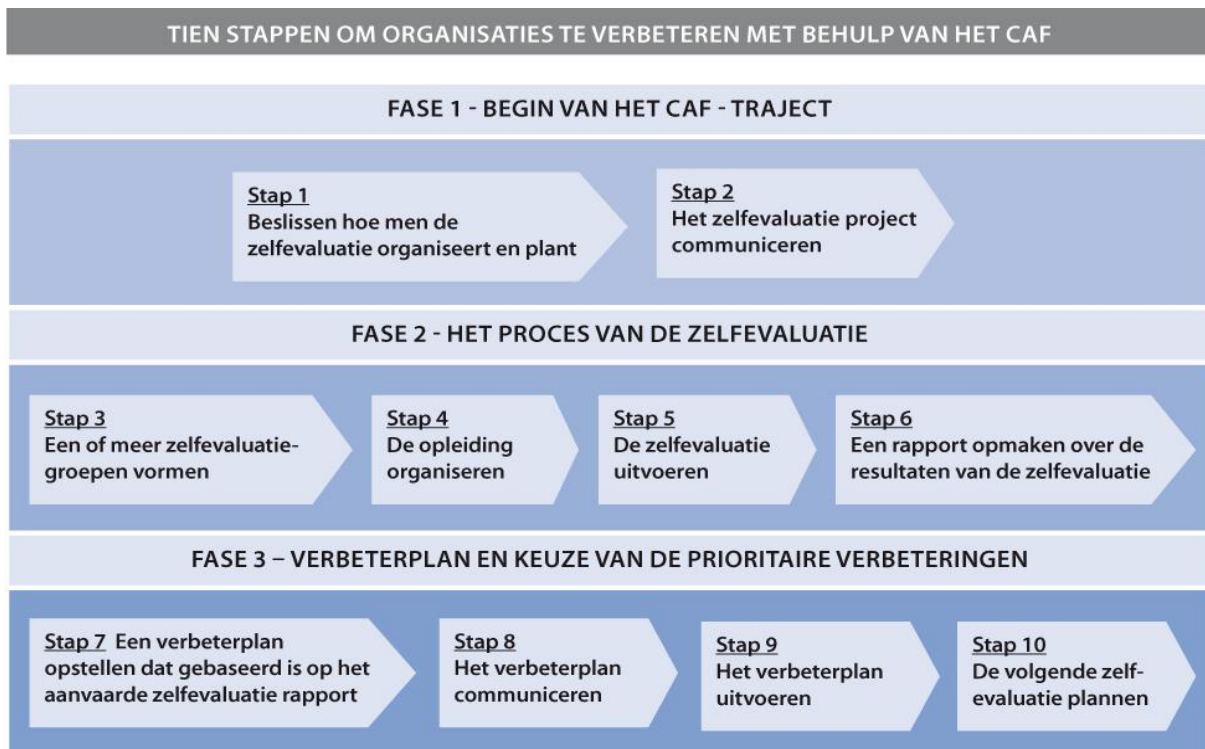 TIEN STAPPEN OM ORGANISATIES TE VERBETEREN MET BEHULP VAN HET CAF
FASE 1 - BEGIN VAN HET CAF - TRAJECT
Stap 1
Beslissen hoe men de
zelfevaluatie organiseert en plant
Stap 2
Het zelfevaluatie project
communiceren
FASE 2 - HET PROCES VAN DE ZELFEVALUATIE
Stap 3
Een of meer zelfevaluatie-
groepen vormen
Stap 4
De opleiding
organiseren
Stap 5
De zelfevaluatie
uitvoeren
Stap 6
Een rapport opmaken over de
resultaten van de zelfevaluatie
FASE 3 – VERBETERPLAN EN KEUZE VAN DE PRIORITAIRE VERBETERINGEN
Stap 7 Een verbeterplan
opstellen dat gebaseerd is op het
aanvaarde zelfevaluatie rapport
Stap 8
Het verbeterplan
communiceren
Stap 9
Het verbeterplan
uitvoeren
Stap 10
De volgende zelf-
evaluatie plannen